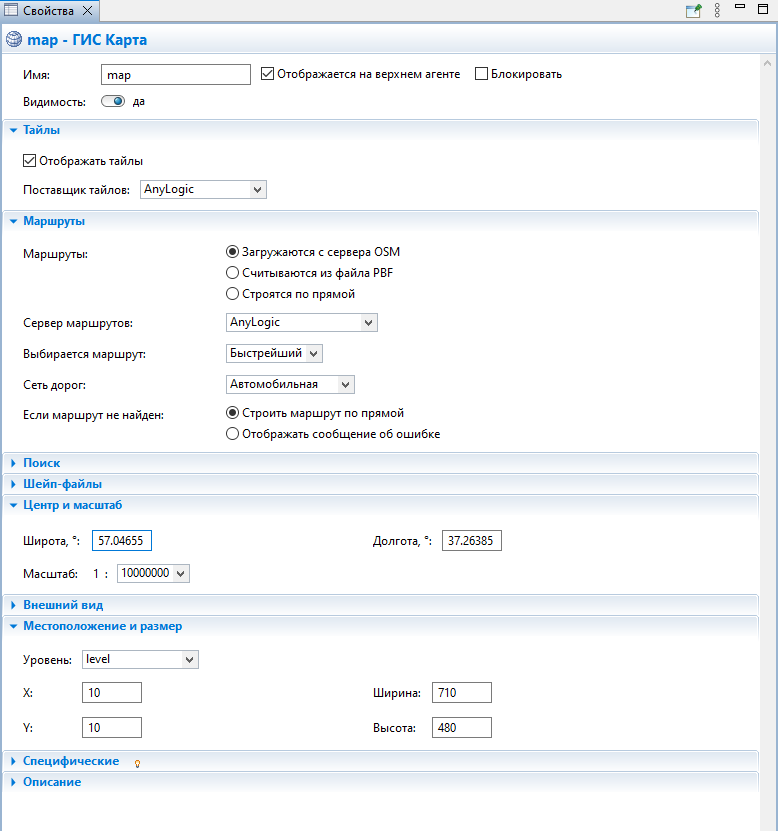 Свойства
map - ГИС Карта
Имя: map Отображается на верхнем агенте Блокировать
Видимость: да
Тайлы
Отображать тайлы
Поставщик тайлов: AnyLogic
Маршруты
Маршруты: Загружаются с сервера OSM
Считываются из файла PBF
Строятся по прямой
Сервер маршрутов: AnyLogic
Выбирается маршрут: Быстрейший
Сеть дорог: Автомобильная
Если маршрут не найден: Строить маршрут по прямой
Отображать сообщение об ошибке
Поиск
Шейп-файлы
Центр и масштаб
Широта, °: 57.04655 Долгота, °: 37.26385
Масштаб: 1 : 10000000
Внешний вид
Местоположение и размер
Уровень: level
X: 10 Ширина: 710
Y: 10 Высота: 480
Специфические
Описание